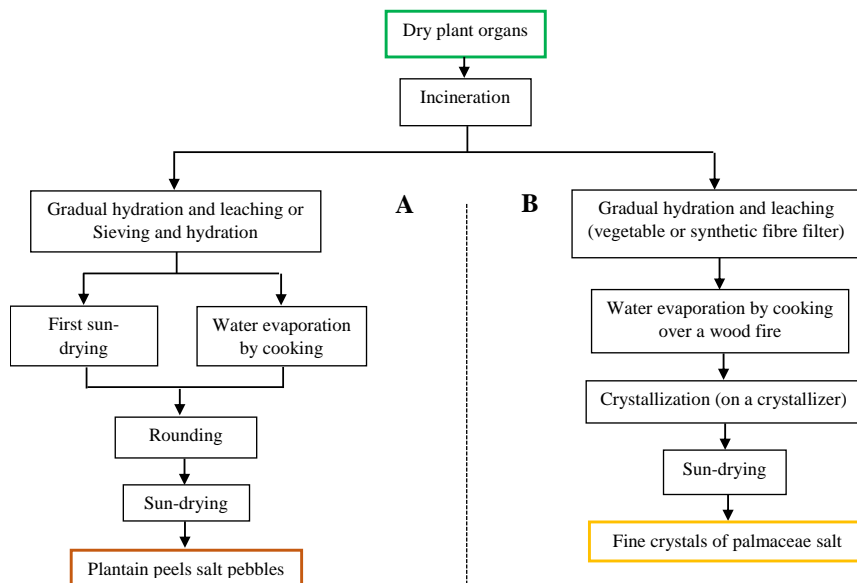 Dry plant organs
Incineration
A
Gradual hydration and leaching or
Sieving and hydration
First sun-
drying
Water evaporation
by cooking
Rounding
Sun-drying
Plantain peels salt pebbles
B
Gradual hydration and leaching
(vegetable or synthetic fibre filter)
Water evaporation by cooking
over a wood fire
Crystallization (on a crystallizer)
Sun-drying
Fine crystals of palmaceae salt